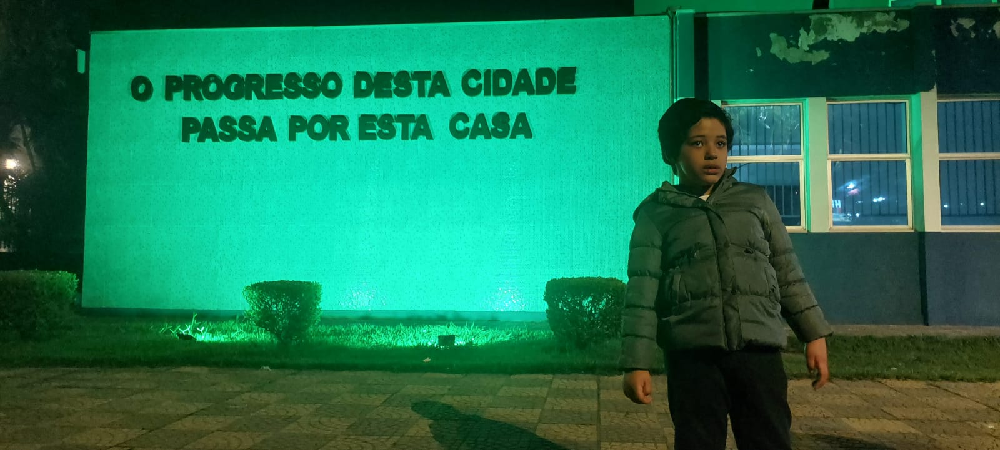 O PROGRESSO DESTA CIDADE
PASSA POR ESTA CASA